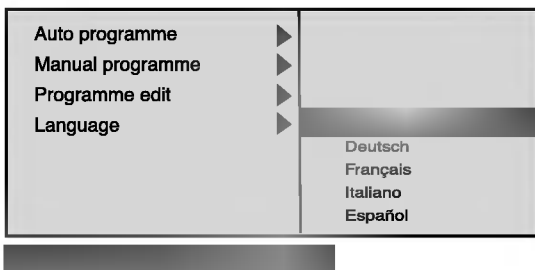 Auto programme
Manual programme
Programme edit
Language
Deutsch
Français
Italiano
Español